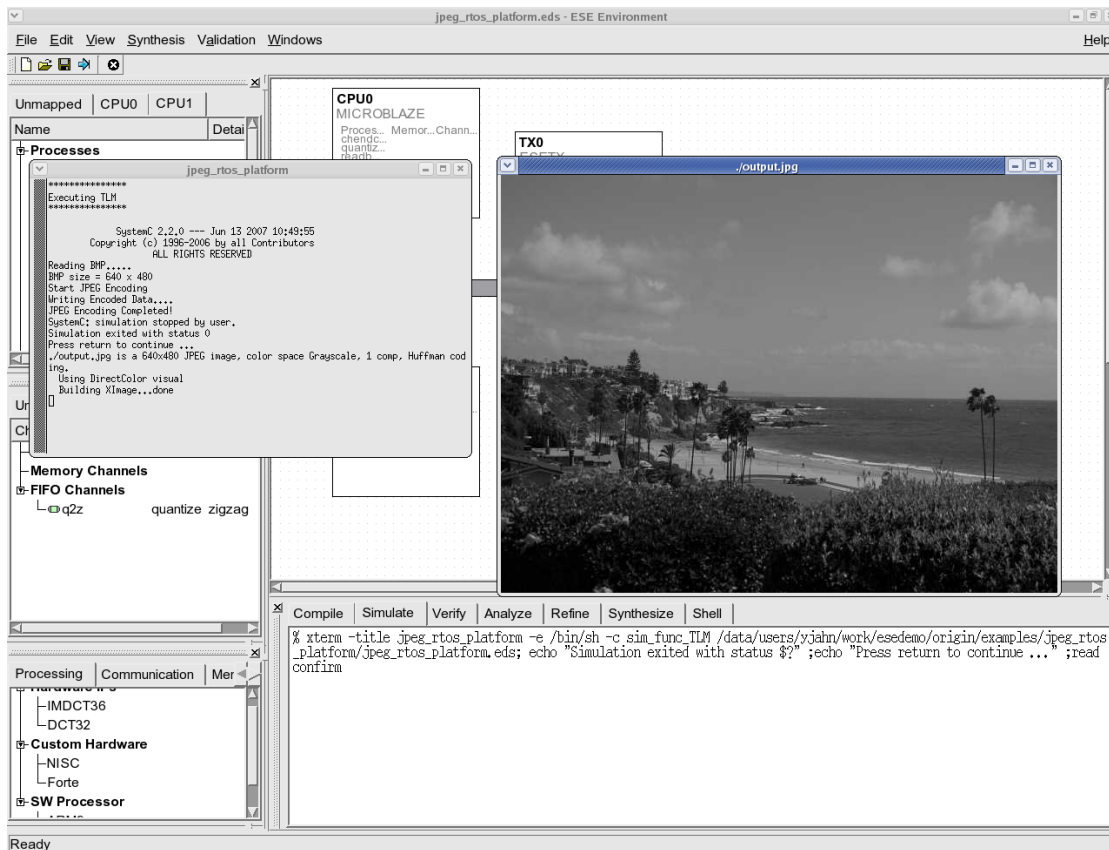 jpeg_rtos_platform.eds - ESE Environment
File Edit View Synthesis Validation Windows Help
Unmapped CPU0 CPU1
Name Detai
Processes
CPU0
MICROBLAZE
Proces... Memor... Chann...
chendc...
quantiz...
TX0
jpeg_rtos_platform
***************
Executing TLM
***************
SystemC 2.2.0 --- Jun 13 2007 10:49:55
Copyright (c) 1996-2006 by all Contributors
ALL RIGHTS RESERVED
Reading BMP.....
BMP size = 640 x 480
Start JPEG Encoding
Writing Encoded Data....
JPEG Encoding Completed!
SystemC: simulation stopped by user.
Simulation exited with status 0
Press return to continue ...
./output.jpg is a 640x480 JPEG image, color space Grayscale, 1 comp, Huffman cod
ing.
Using DirectColor visual
Building XImage...done
./output.jpg
Memory Channels
FIFO Channels
q2z quantize zigzag
Compile Simulate Verify Analyze Refine Synthesize Shell
% xterm -title jpeg_rtos_platform -e /bin/sh -c sim_func_TLM /data/users/yjahn/work/esedemo/origin/examples/jpeg_rtos
_platform/jpeg_rtos_platform.eds; echo "Simulation exited with status $?" ;echo "Press return to continue ..." ;read
confirm
Processing Communication Mer
IMDCT36
DCT32
Custom Hardware
NISC
Forte
SW Processor
Ready